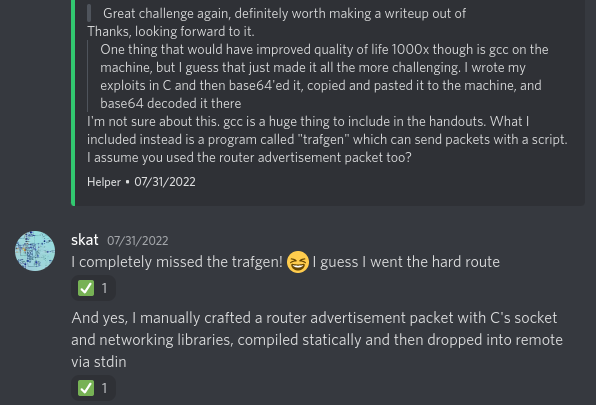 Great challenge again, definitely worth making a writeup out of
Thanks, looking forward to it.
One thing that would have improved quality of life 1000x though is gcc on the
machine, but I guess that just made it all the more challenging. I wrote my
exploits in C and then base64'ed it, copied and pasted it to the machine, and
base64 decoded it there
I'm not sure about this. gcc is a huge thing to include in the handouts. What I
included instead is a program called "trafgen" which can send packets with a script.
I assume you used the router advertisement packet too?
Helper • 07/31/2022
skat 07/31/2022
I completely missed the trafgen! 😆 I guess I went the hard route
✅ 1
And yes, I manually crafted a router advertisement packet with C's socket
and networking libraries, compiled statically and then dropped into remote
via stdin
✅ 1